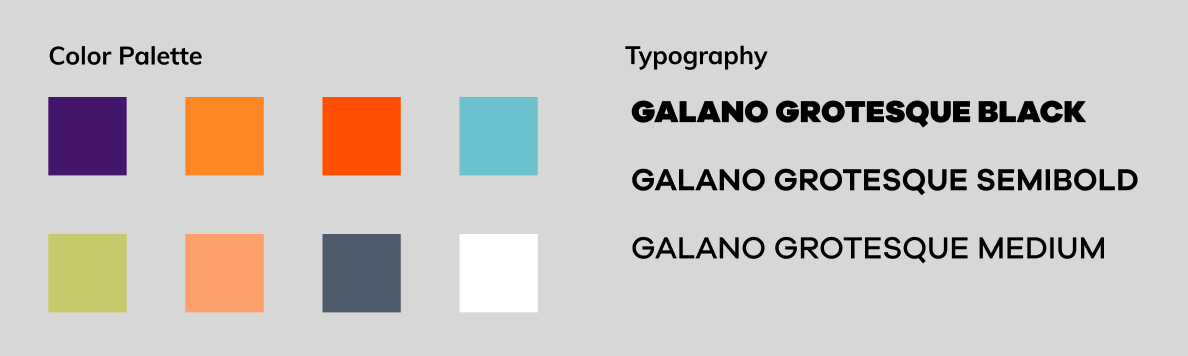 Color Palette
Typography
GALANO GROTESQUE BLACK
GALANO GROTESQUE SEMIBOLD
GALANO GROTESQUE MEDIUM